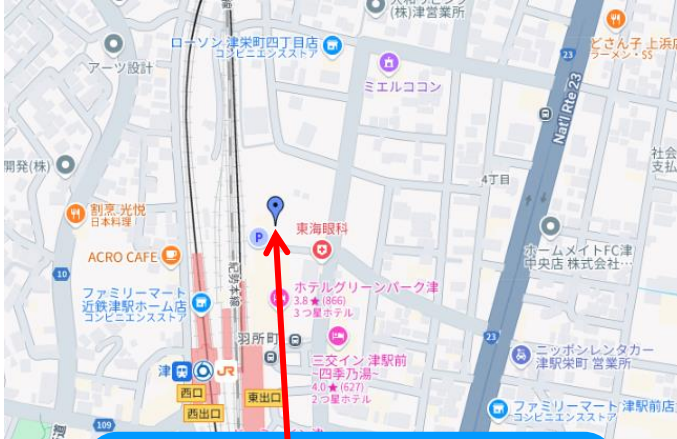 (株)津営業所
ローソン 津栄町四丁目店
コンビニエンスストア
どさん子 上浜店
ラーメン・SS
アーツ設計
ミエルココン
23
Nat'l Rte 23
開発(株)
4丁目
社会
支払
割烹 光悦
日本料理
東海眼科
P
ACRO CAFE
ホームメイトFC津
中央店 株式会社…
10
紀勢本線
ファミリーマート
近鉄津駅ホーム店
コンビニエンスストア
ホテルグリーンパーク津
3.8★(866)
3つ星ホテル
羽所町
23
三交イン 津駅前
~四季乃湯~
4.0★(627)
2つ星ホテル
ニッポンレンタカー
津駅栄町 営業所
津
JR
西口
西出口
東出口
ファミリーマート 津駅前店
コンビニエンスストア
109